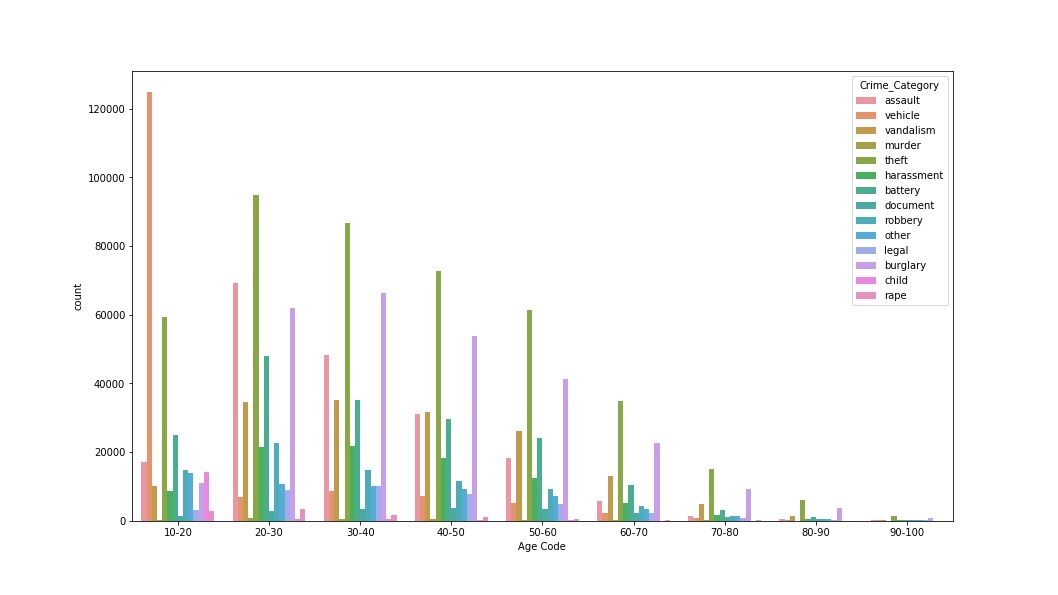 Crime_Category
assault
vehicle
vandalism
murder
theft
harassment
battery
document
robbery
other
legal
burglary
child
rape
120000
100000
80000
60000
40000
20000
0
count
10-20 20-30 30-40 40-50 50-60 60-70 70-80 80-90 90-100
Age Code